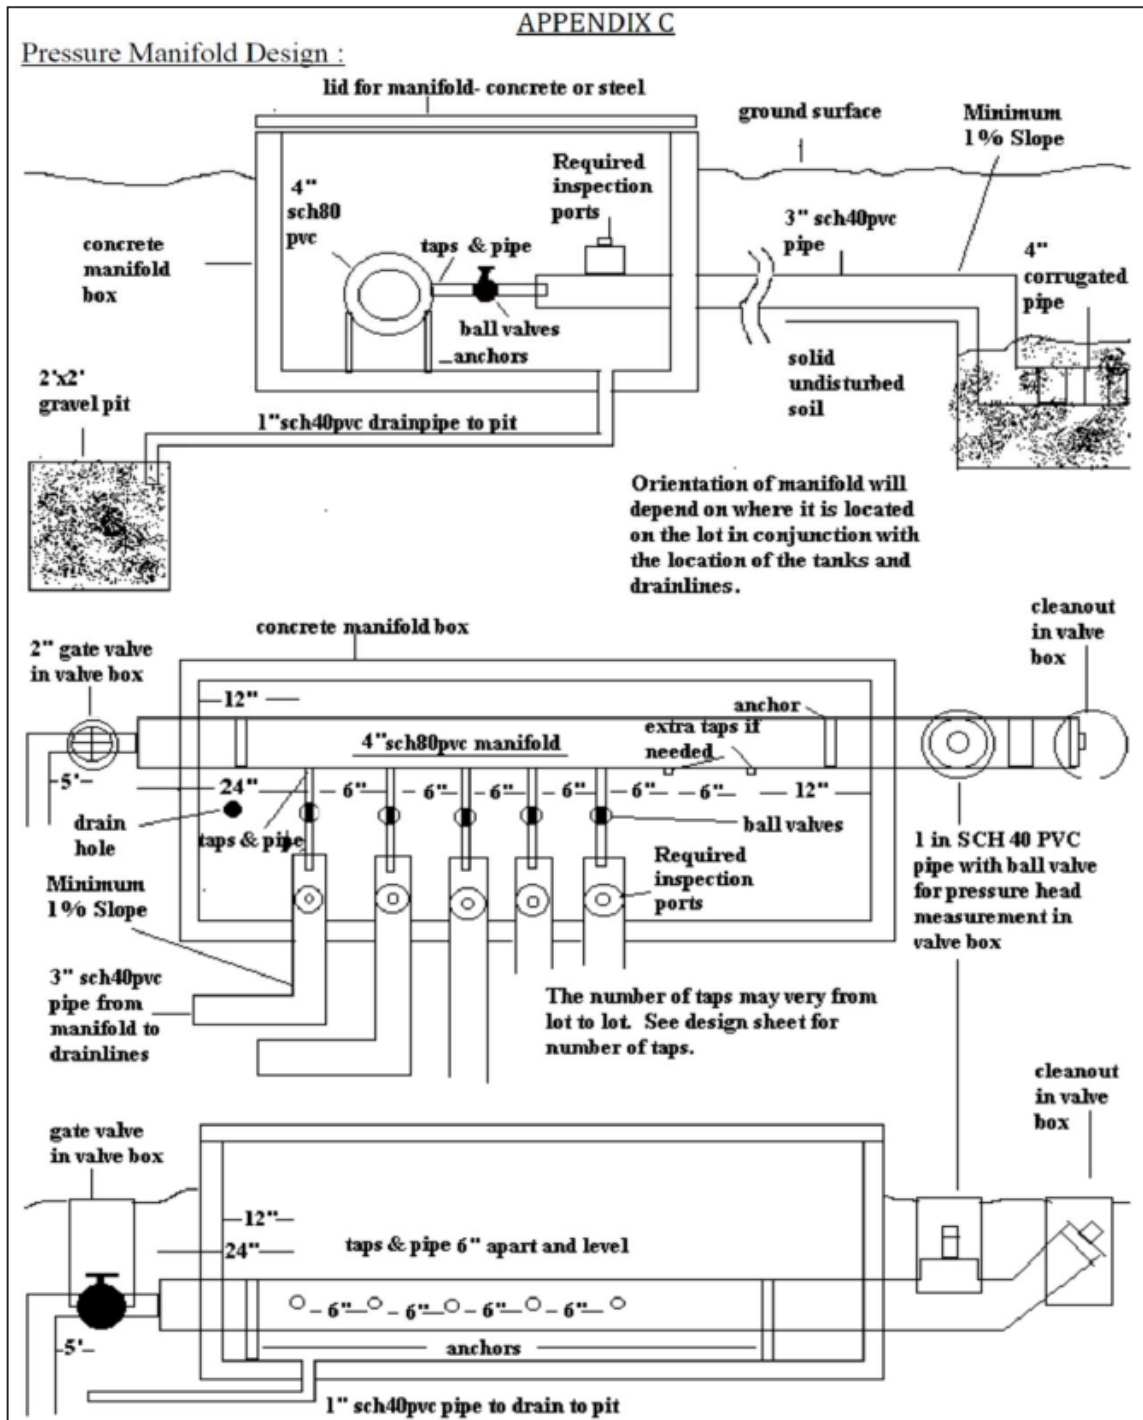 APPENDIX C
Pressure Manifold Design :
lid for manifold- concrete or steel
ground surface
Minimum
1% Slope
Required
inspection
ports
4"
sch80
pvc
3" sch40pvc
pipe
concrete
manifold
box
taps & pipe
4"
corrugated
pipe
ball valves
anchors
solid
undisturbed
soil
2'x2'
gravel pit
1"sch40pvc drainpipe to pit
Orientation of manifold will
depend on where it is located
on the lot in conjunction with
the location of the tanks and
drainlines.
concrete manifold box
cleanout
in valve
box
2" gate valve
in valve box
12"
anchor
extra taps if
needed
4"sch80pvc manifold
5'
24"
6"
6"
6"
6"
6"
6"
12"
drain
hole
taps & pipe
ball valves
Minimum
1% Slope
Required
inspection
ports
1 in SCH 40 PVC
pipe with ball valve
for pressure head
measurement in
valve box
3" sch40pvc
pipe from
manifold to
drainlines
The number of taps may very from
lot to lot. See design sheet for
number of taps.
cleanout
in valve
box
gate valve
in valve box
12"
24"
taps & pipe 6" apart and level
6"
6"
6"
6"
5'
anchors
1" sch40pvc pipe to drain to pit